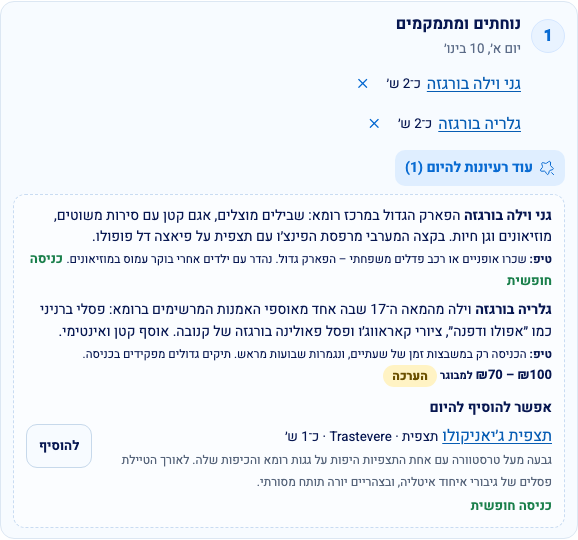 1
נוחתים ומתמקמים
יום א׳, 10 בינו׳
גני וילה בורגזה כ־2 ש׳ ×
גלריה בורגזה כ־2 ש׳ ×
עוד רעיונות להיום (1)
גני וילה בורגזה הפארק הגדול במרכז רומא: שבילים מוצלים, אגם קטן עם סירות משוטים,
מוזיאונים וגן חיות. בקצה המערבי מרפסת הפינצ׳ו עם תצפית על פיאצה דל פופולו.
טיפ: שכרו אופניים או רכב פדלים משפחתי – הפארק גדול. נהדר עם ילדים אחרי בוקר עמוס במוזיאונים. כניסה
חופשית
גלריה בורגזה וילה מהמאה ה־17 שבה אחד מאוספי האמנות המרשימים ברומא: פסלי ברניני
כמו ״אפולו ודפנה״, ציורי קאראווג׳ו ופסל פאולינה בורגזה של קנובה. אוסף קטן ואינטימי.
טיפ: הכניסה רק במשבצות זמן של שעתיים, ונגמרות שבועות מראש. תיקים גדולים מפקידים בכניסה.
₪70 – ₪100 למבוגר הערכה
אפשר להוסיף להיום
תצפית ג׳יאניקולו תצפית · Trastevere · כ־1 ש׳
גבעה מעל טרסטוורה עם אחת התצפיות היפות על גגות רומא והכיפות שלה. לאורך הטיילת
פסלים של גיבורי איחוד איטליה, ובצהריים יורה תותח מסורתי.
כניסה חופשית
להוסיף